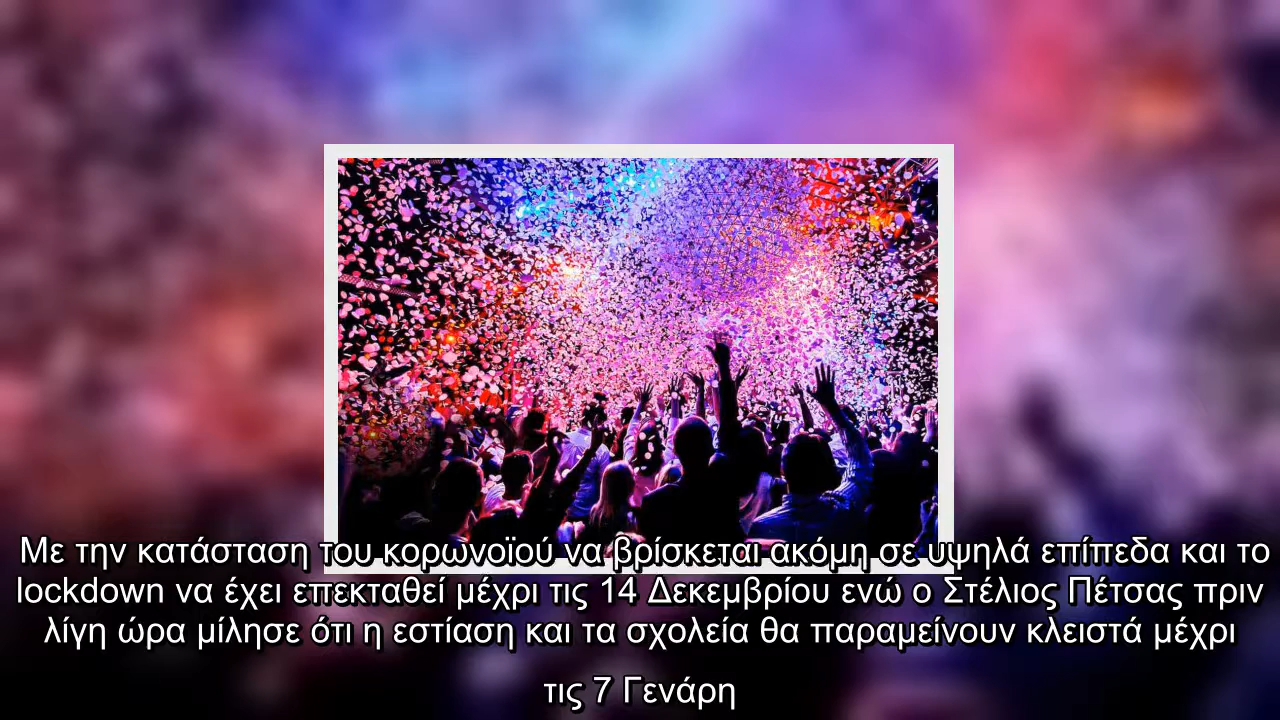 Με την κατάσταση του κορωνοϊού να βρίσκεται ακόμη σε υψηλά επίπεδα και το
lockdown να έχει επεκταθεί μέχρι τις 14 Δεκεμβρίου ενώ ο Στέλιος Πέτσας πριν
λίγη ώρα μίλησε ότι η εστίαση και τα σχολεία θα παραμείνουν κλειστά μέχρι
τις 7 Γενάρη